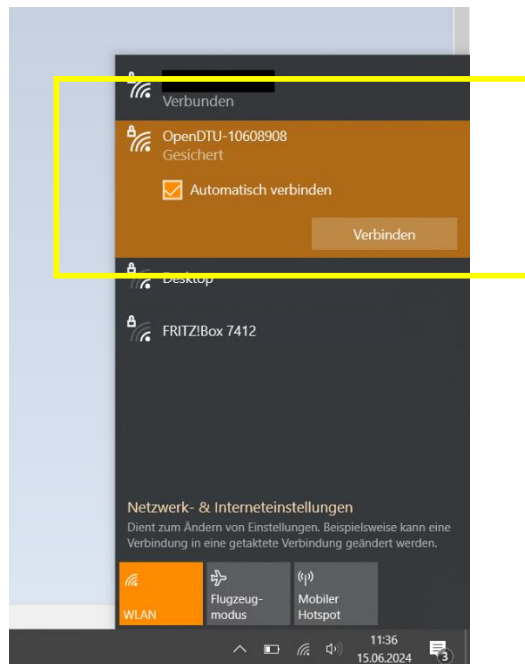 Verbunden
OpenDTU-10608908
Gesichert
Automatisch verbinden
Verbinden
Desktop
FRITZ!Box 7412
Netzwerk- & Interneteinstellungen
Dient zum Ändern von Einstellungen. Beispielsweise kann eine
Verbindung in eine getaktete Verbindung geändert werden.
WLAN
Flugzeug-
modus
Mobiler
Hotspot
11:36
15.06.2024
3